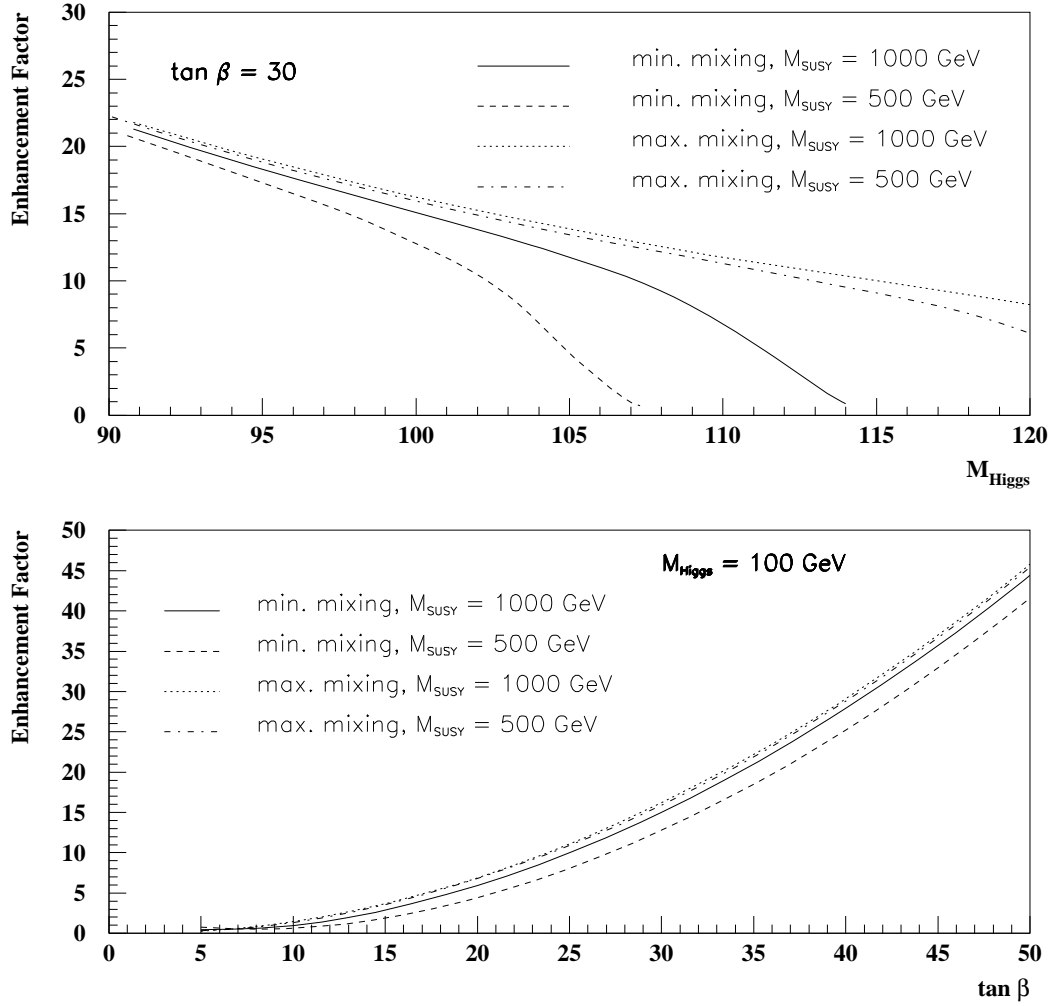 Enhancement Factor
30
25
20
15
10
5
0
tan β = 30
min. mixing, M_SUSY = 1000 GeV
min. mixing, M_SUSY = 500 GeV
max. mixing, M_SUSY = 1000 GeV
max. mixing, M_SUSY = 500 GeV
90 95 100 105 110 115 120
M_Higgs
Enhancement Factor
50
45
40
35
30
25
20
15
10
5
0
M_Higgs = 100 GeV
min. mixing, M_SUSY = 1000 GeV
min. mixing, M_SUSY = 500 GeV
max. mixing, M_SUSY = 1000 GeV
max. mixing, M_SUSY = 500 GeV
0 5 10 15 20 25 30 35 40 45 50
tan β